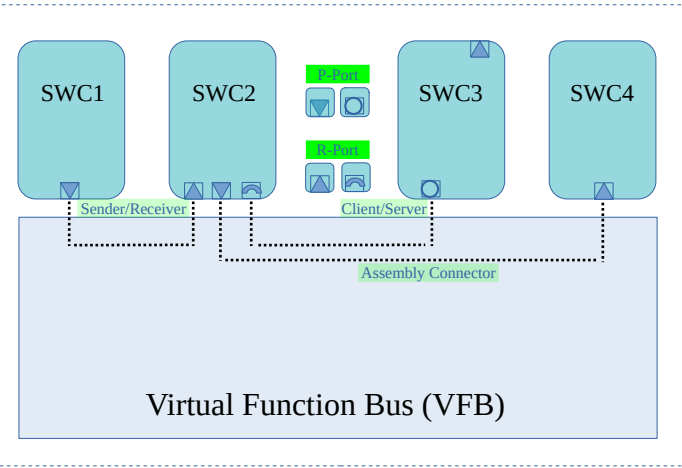 SWC1
SWC2
P-Port
SWC3
SWC4
R-Port
Sender/Receiver
Client/Server
Assembly Connector
Virtual Function Bus (VFB)